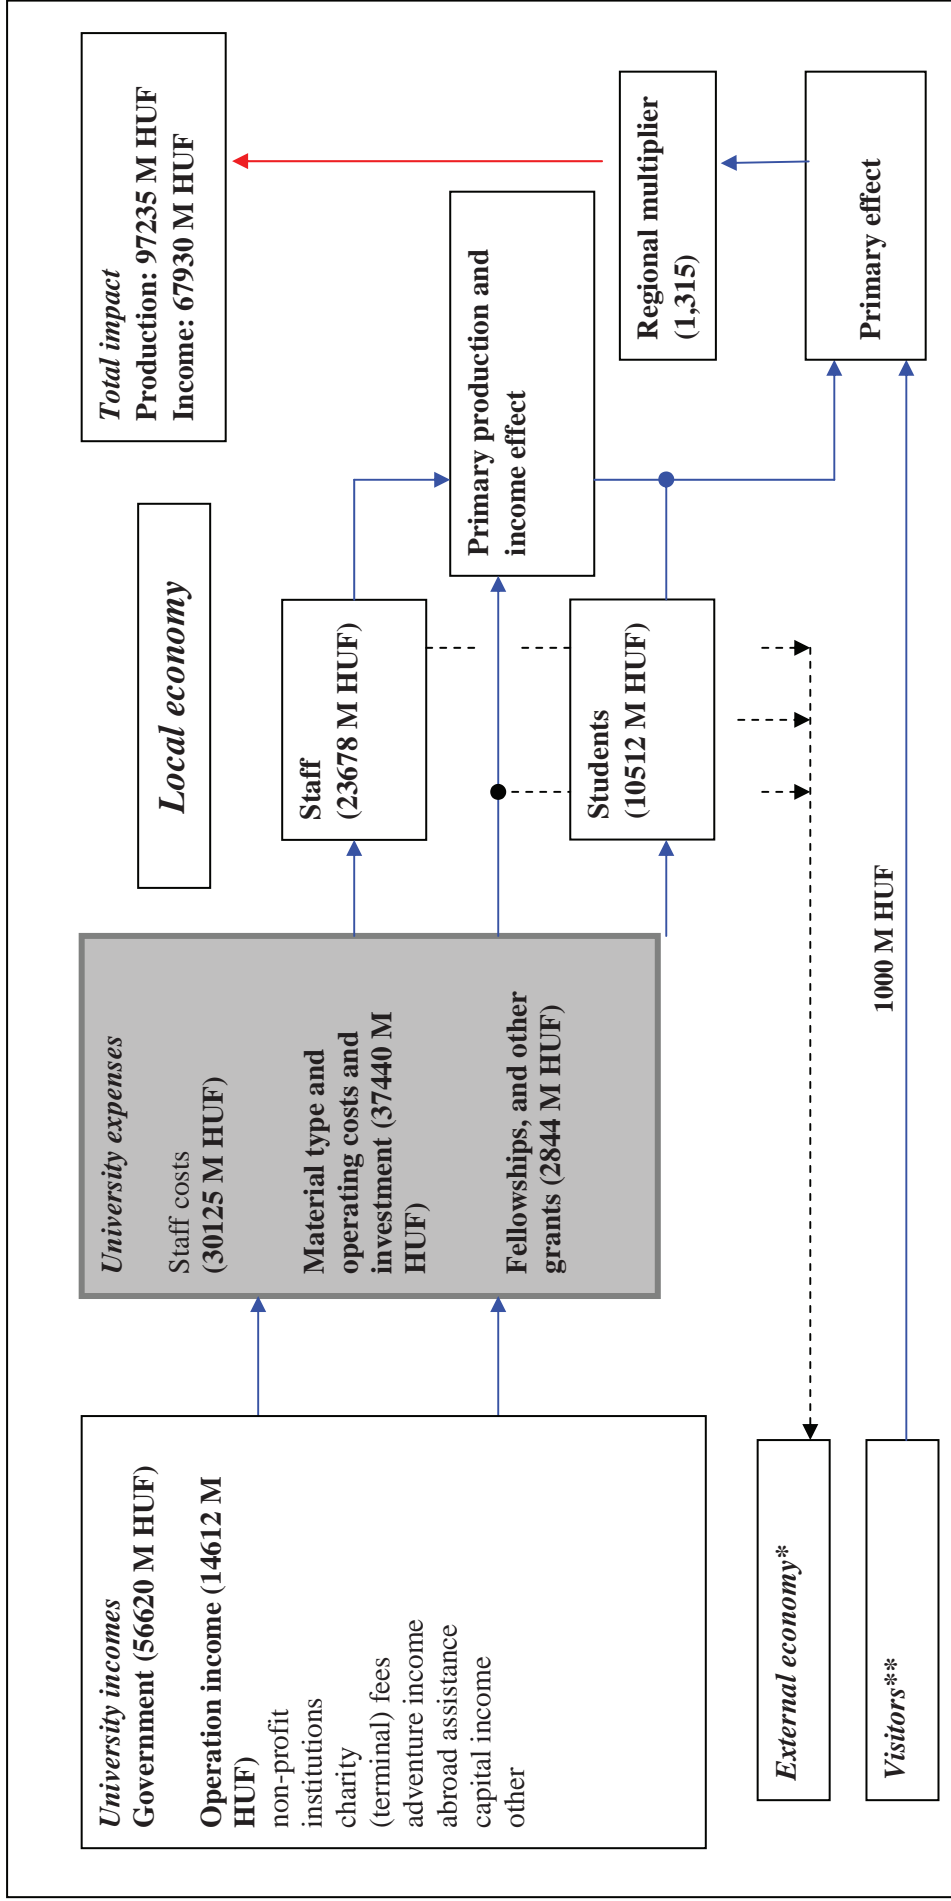 University incomes
Government (56620 M HUF)
Operation income (14612 M
HUF)
non-profit
institutions
charity
(terminal) fees
adventure income
abroad assistance
capital income
other
External economy*
Visitors**
University expenses
Staff costs
(30125 M HUF)
Material type and
operating costs and
investment (37440 M
HUF)
Fellowships, and other
grants (2844 M HUF)
1000 M HUF
Local economy
Staff
(23678 M HUF)
Students
(10512 M HUF)
Total impact
Production: 97235 M HUF
Income: 67930 M HUF
Primary production and
income effect
Regional multiplier
(1,315)
Primary effect